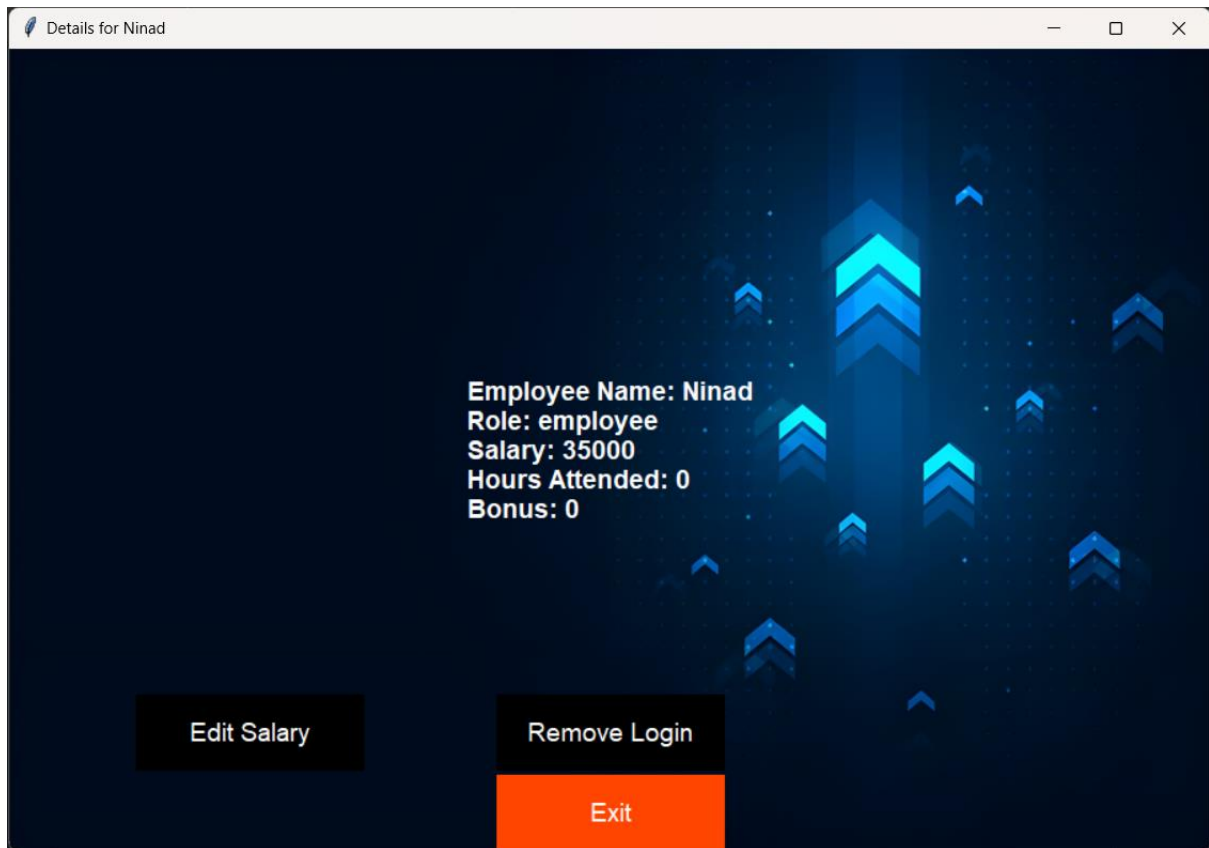 Details for Ninad
Employee Name: Ninad
Role: employee
Salary: 35000
Hours Attended: 0
Bonus: 0
Edit Salary
Remove Login
Exit